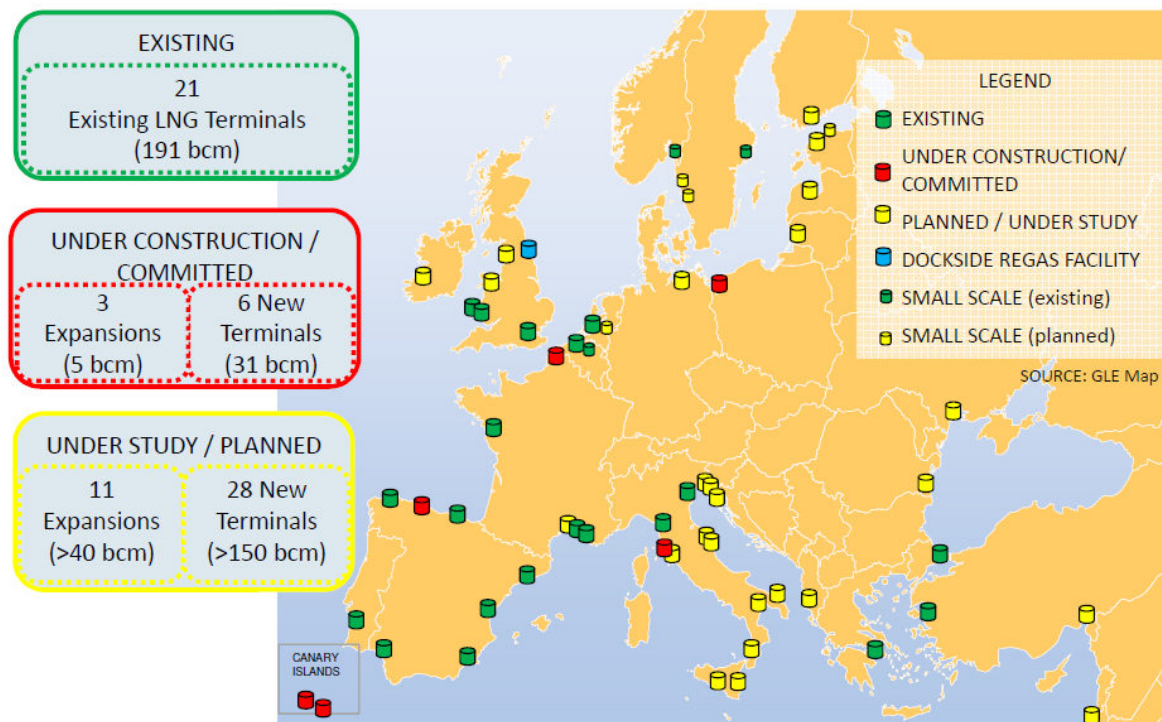 EXISTING
21
Existing LNG Terminals
(191 bcm)
UNDER CONSTRUCTION /
COMMITTED
3
Expansions
(5 bcm)
6 New
Terminals
(31 bcm)
UNDER STUDY / PLANNED
11
Expansions
(>40 bcm)
28 New
Terminals
(>150 bcm)
LEGEND
EXISTING
UNDER CONSTRUCTION/
COMMITTED
PLANNED / UNDER STUDY
DOCKSIDE REGAS FACILITY
SMALL SCALE (existing)
SMALL SCALE (planned)
SOURCE: GLE Map
CANARY
ISLANDS